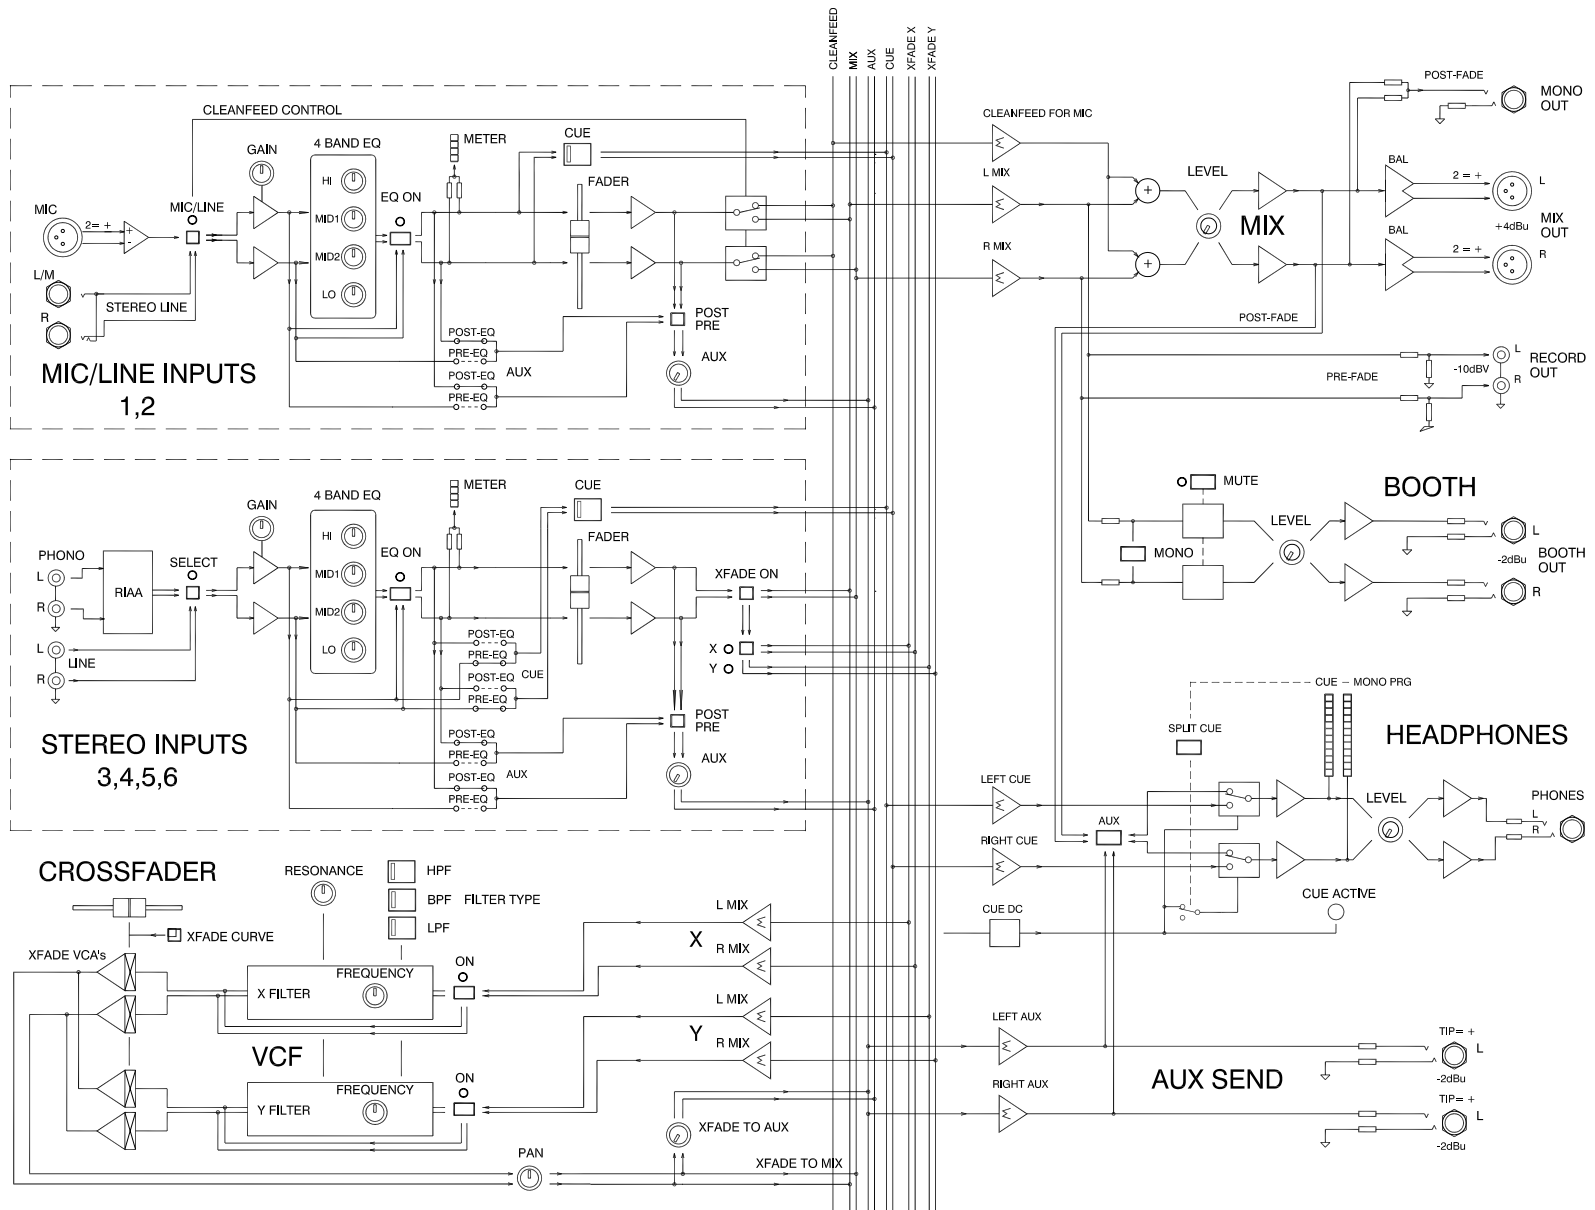 CLEANFEED
MIX
AUX
CUE
XFADE X
XFADE Y
CLEANFEED CONTROL
GAIN
4 BAND EQ
HI
MID1
MID2
LO
EQ ON
METER
CUE
FADER
MIC
2= +
+
-
MIC/LINE
L/M
R
STEREO LINE
POST-EQ
PRE-EQ
AUX
POST-EQ
PRE-EQ
POST
PRE
AUX
MIC/LINE INPUTS
1,2
4 BAND EQ
GAIN
HI
MID1
MID2
LO
EQ ON
METER
CUE
FADER
PHONO
L
R
RIAA
SELECT
L
LINE
R
XFADE ON
X
Y
POST-EQ
PRE-EQ
CUE
POST-EQ
PRE-EQ
POST-EQ
PRE-EQ
AUX
POST-EQ
PRE-EQ
POST
PRE
AUX
STEREO INPUTS
3,4,5,6
CROSSFADER
XFADE CURVE
XFADE VCA's
RESONANCE
HPF
BPF FILTER TYPE
LPF
FREQUENCY
X FILTER
ON
VCF
FREQUENCY
Y FILTER
ON
L MIX
X
R MIX
L MIX
Y
R MIX
XFADE TO AUX
PAN
XFADE TO MIX
CLEANFEED FOR MIC
Σ
L MIX
Σ
R MIX
Σ
+
+
LEVEL
MIX
POST-FADE
MONO
OUT
BAL
2 = +
L
+4dBu
MIX
OUT
BAL
2 = +
R
POST-FADE
PRE-FADE
-10dBV
L
R
RECORD
OUT
MUTE
MONO
LEVEL
BOOTH
L
-2dBu
BOOTH
OUT
R
CUE - MONO PRG
SPLIT CUE
HEADPHONES
LEFT CUE
Σ
RIGHT CUE
Σ
AUX
LEVEL
PHONES
L
R
CUE DC
CUE ACTIVE
LEFT AUX
Σ
RIGHT AUX
Σ
AUX SEND
TIP= +
L
-2dBu
TIP= +
L
-2dBu